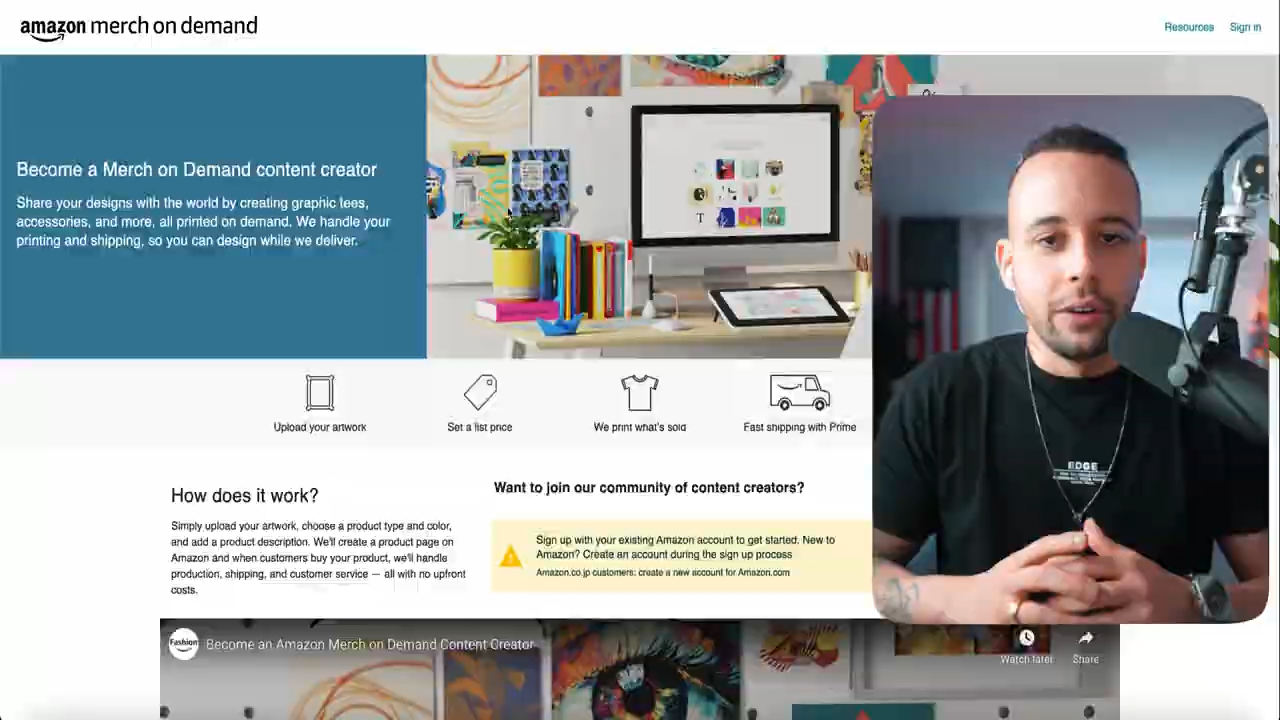 amazon merch on demand
Resources
Sign in
Become a Merch on Demand content creator
Share your designs with the world by creating graphic tees,
accessories, and more, all printed on demand. We handle your
printing and shipping, so you can design while we deliver.
T
Upload your artwork
Set a list price
We print what's sold
Fast shipping with Prime
How does it work?
Simply upload your artwork, choose a product type and color,
and add a product description. We'll create a product page on
Amazon and when customers buy your product, we'll handle
production, shipping, and customer service — all with no upfront
costs.
Want to join our community of content creators?
Sign up with your existing Amazon account to get started. New to
Amazon? Create an account during the sign up process
Amazon.co.jp customers: create a new account for Amazon.com
EDGE
Fashion
Become an Amazon Merch on Demand Content Creator
Watch later
Share